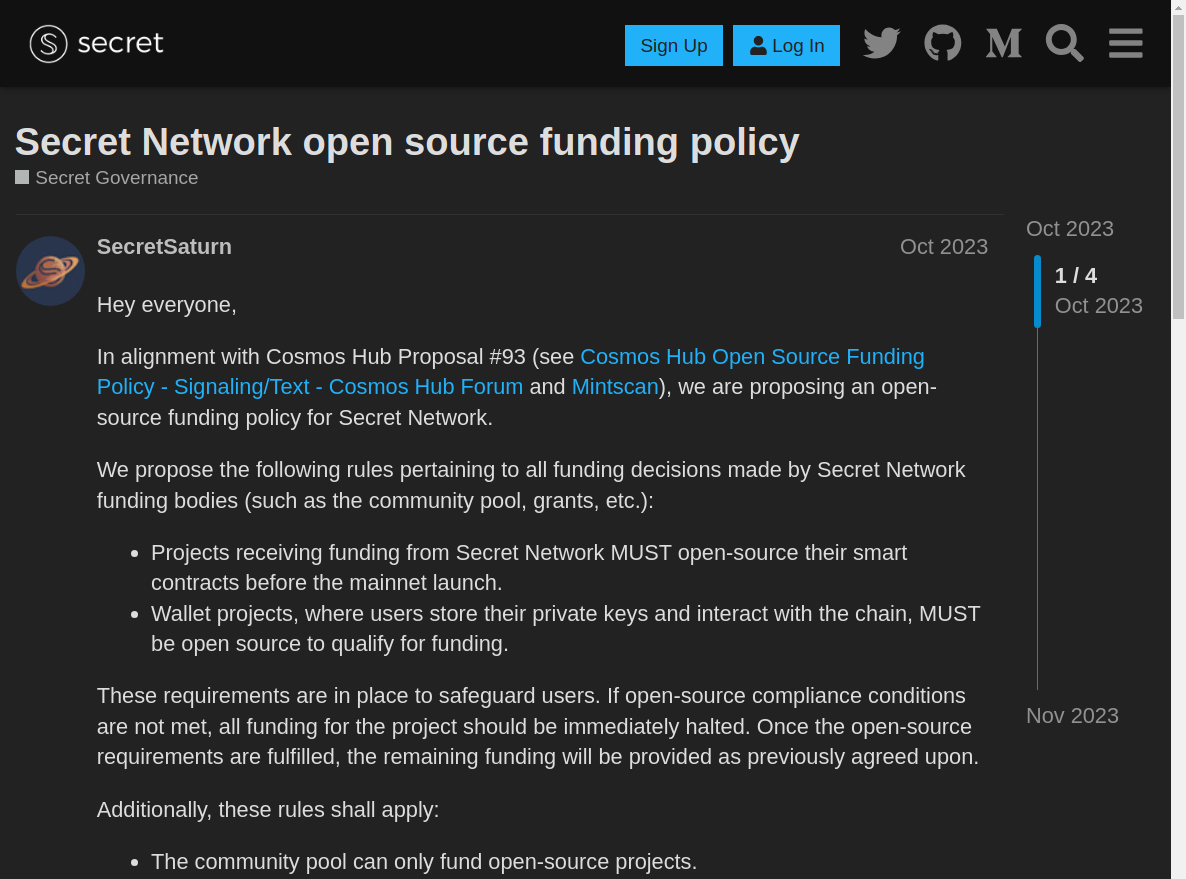 secret
Sign Up
Log In
Secret Network open source funding policy
Secret Governance
SecretSaturn
Oct 2023
Hey everyone,
In alignment with Cosmos Hub Proposal #93 (see Cosmos Hub Open Source Funding
Policy - Signaling/Text - Cosmos Hub Forum and Mintscan), we are proposing an open-
source funding policy for Secret Network.
We propose the following rules pertaining to all funding decisions made by Secret Network
funding bodies (such as the community pool, grants, etc.):
• Projects receiving funding from Secret Network MUST open-source their smart
contracts before the mainnet launch.
• Wallet projects, where users store their private keys and interact with the chain, MUST
be open source to qualify for funding.
These requirements are in place to safeguard users. If open-source compliance conditions
are not met, all funding for the project should be immediately halted. Once the open-source
requirements are fulfilled, the remaining funding will be provided as previously agreed upon.
Additionally, these rules shall apply:
• The community pool can only fund open-source projects.
Oct 2023
1 / 4
Oct 2023
Nov 2023